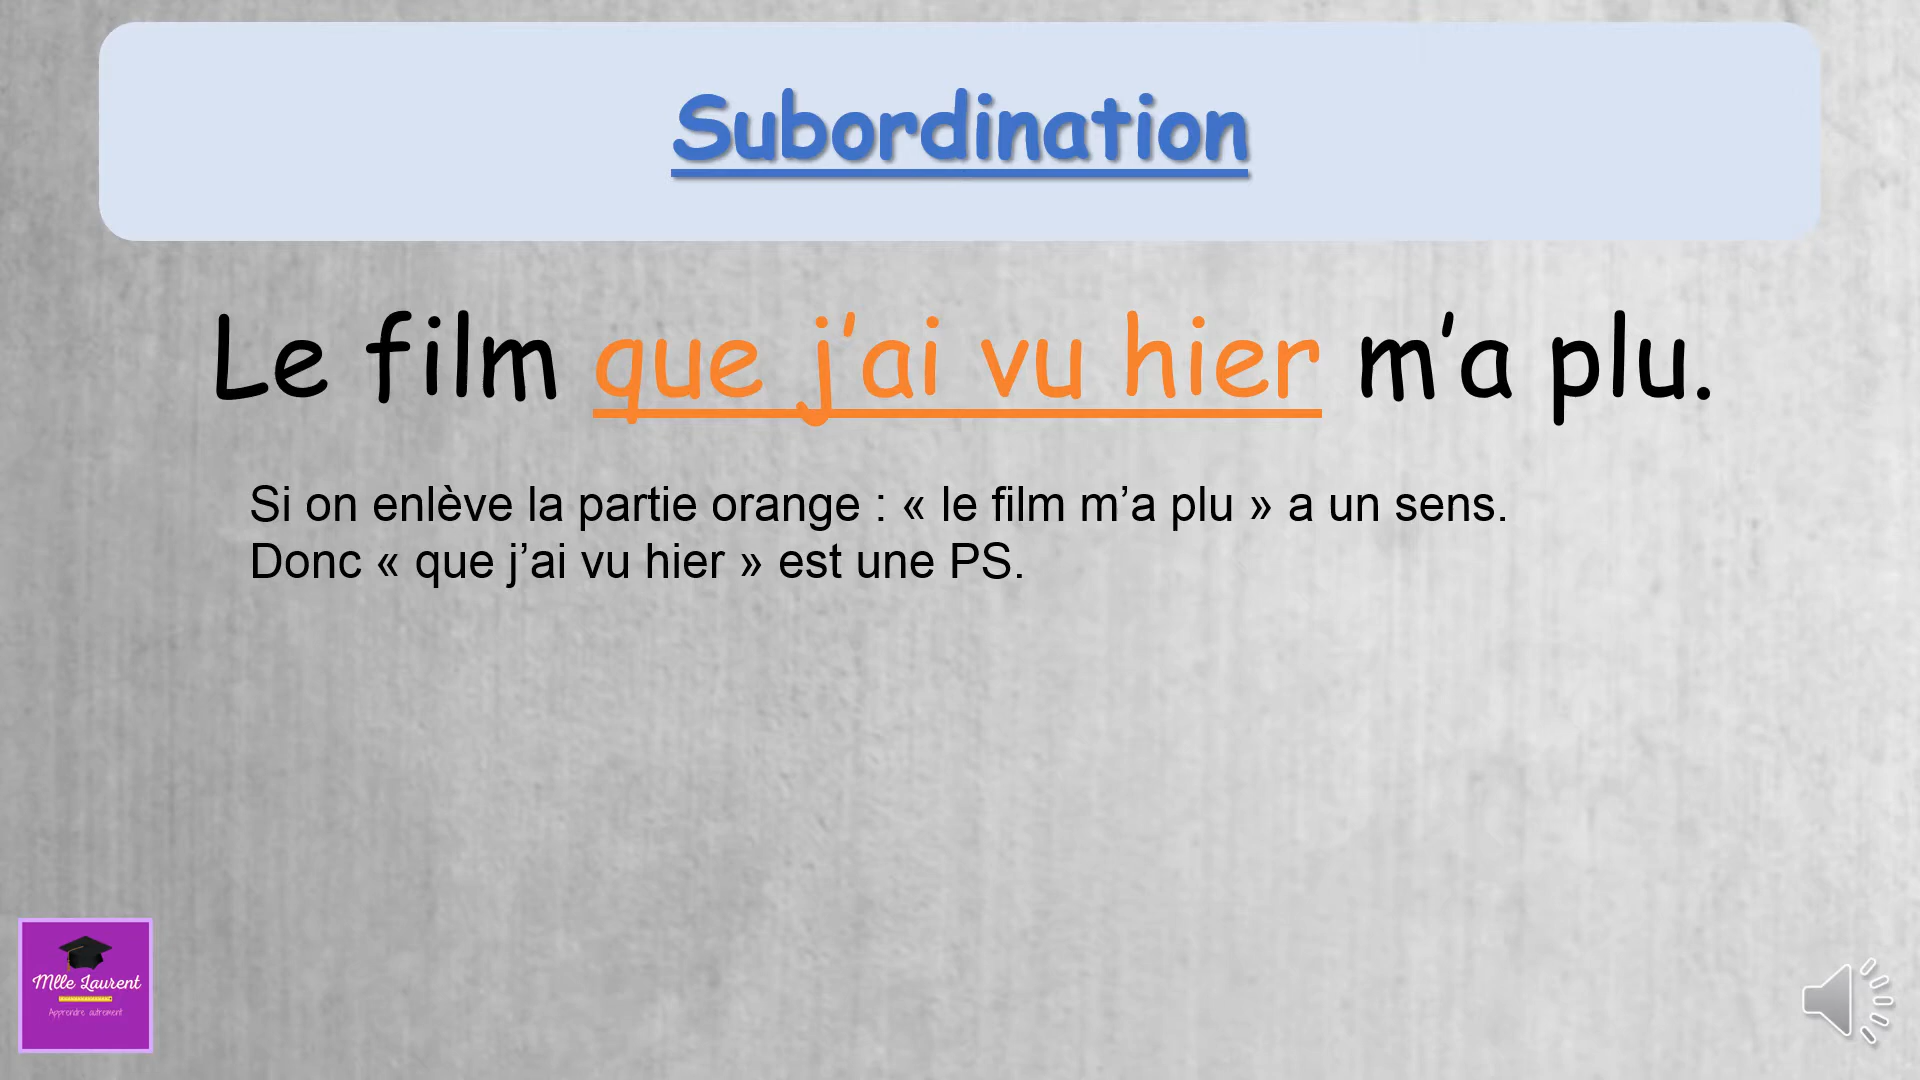 Subordination
Le film que j’ai vu hier m’a plu.
Si on enlève la partie orange : « le film m’a plu » a un sens.
Donc « que j’ai vu hier » est une PS.
Mlle Laurent
Apprendre autrement